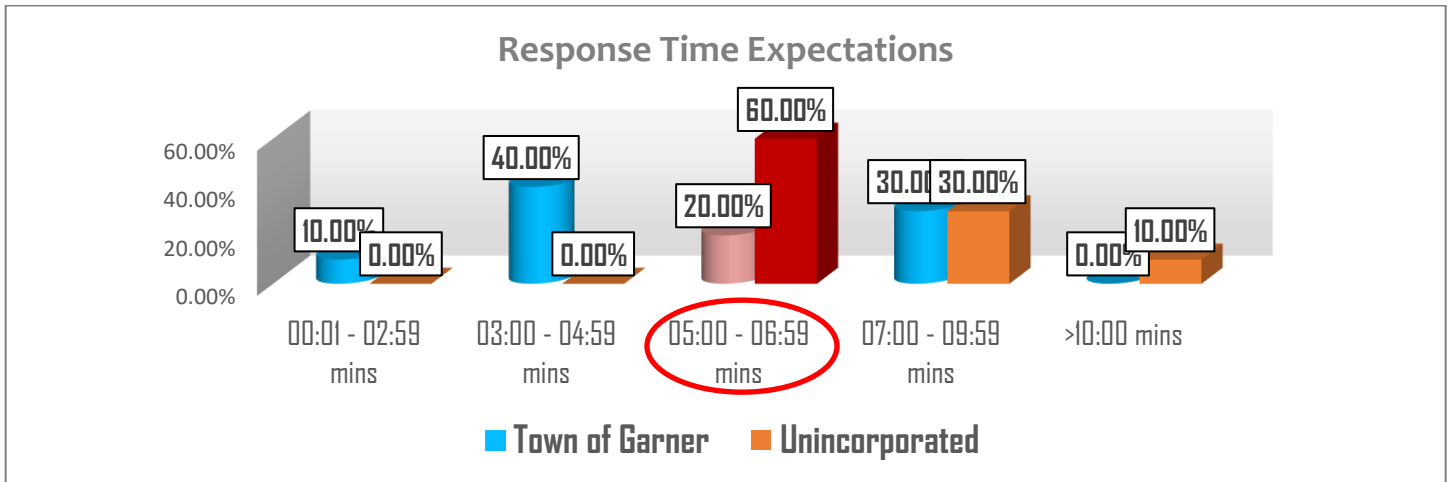 Response Time Expectations
60.00%
40.00%
20.00%
0.00%
10.00%
0.00%
40.00%
0.00%
20.00%
60.00%
30.00%
30.00%
0.00%
10.00%
00:01 - 02:59
mins
03:00 - 04:59
mins
05:00 - 06:59
mins
07:00 - 09:59
mins
>10:00 mins
Town of Garner
Unincorporated